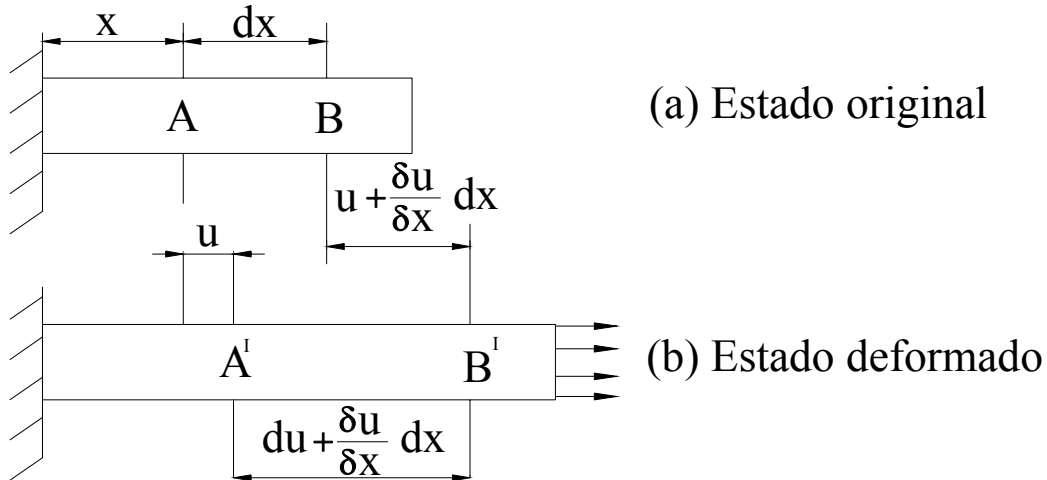 x
dx
A
B
(a) Estado original
u + δu/δx dx
u
A'
B'
(b) Estado deformado
du + δu/δx dx